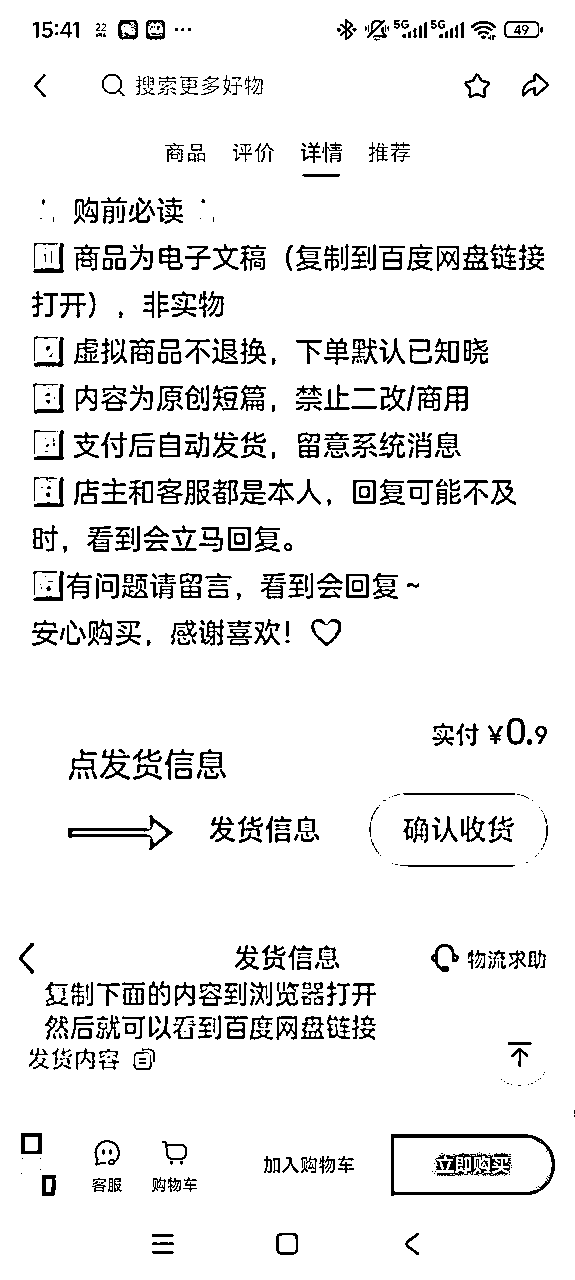 15:41
5G 5G 49
搜索更多好物
商品 评价 详情 推荐
购前必读
商品为电子文稿（复制到百度网盘链接
打开），非实物
虚拟商品不退换，下单默认已知晓
内容为原创短篇，禁止二改/商用
支付后自动发货，留意系统消息
店主和客服都是本人，回复可能不及
时，看到会立马回复。
有问题请留言，看到会回复～
安心购买，感谢喜欢！♡
实付 ¥0.9
点发货信息
发货信息 确认收货
发货信息 物流求助
复制下面的内容到浏览器打开
然后就可以看到百度网盘链接
发货内容
客服 购物车 加入购物车 立即购买